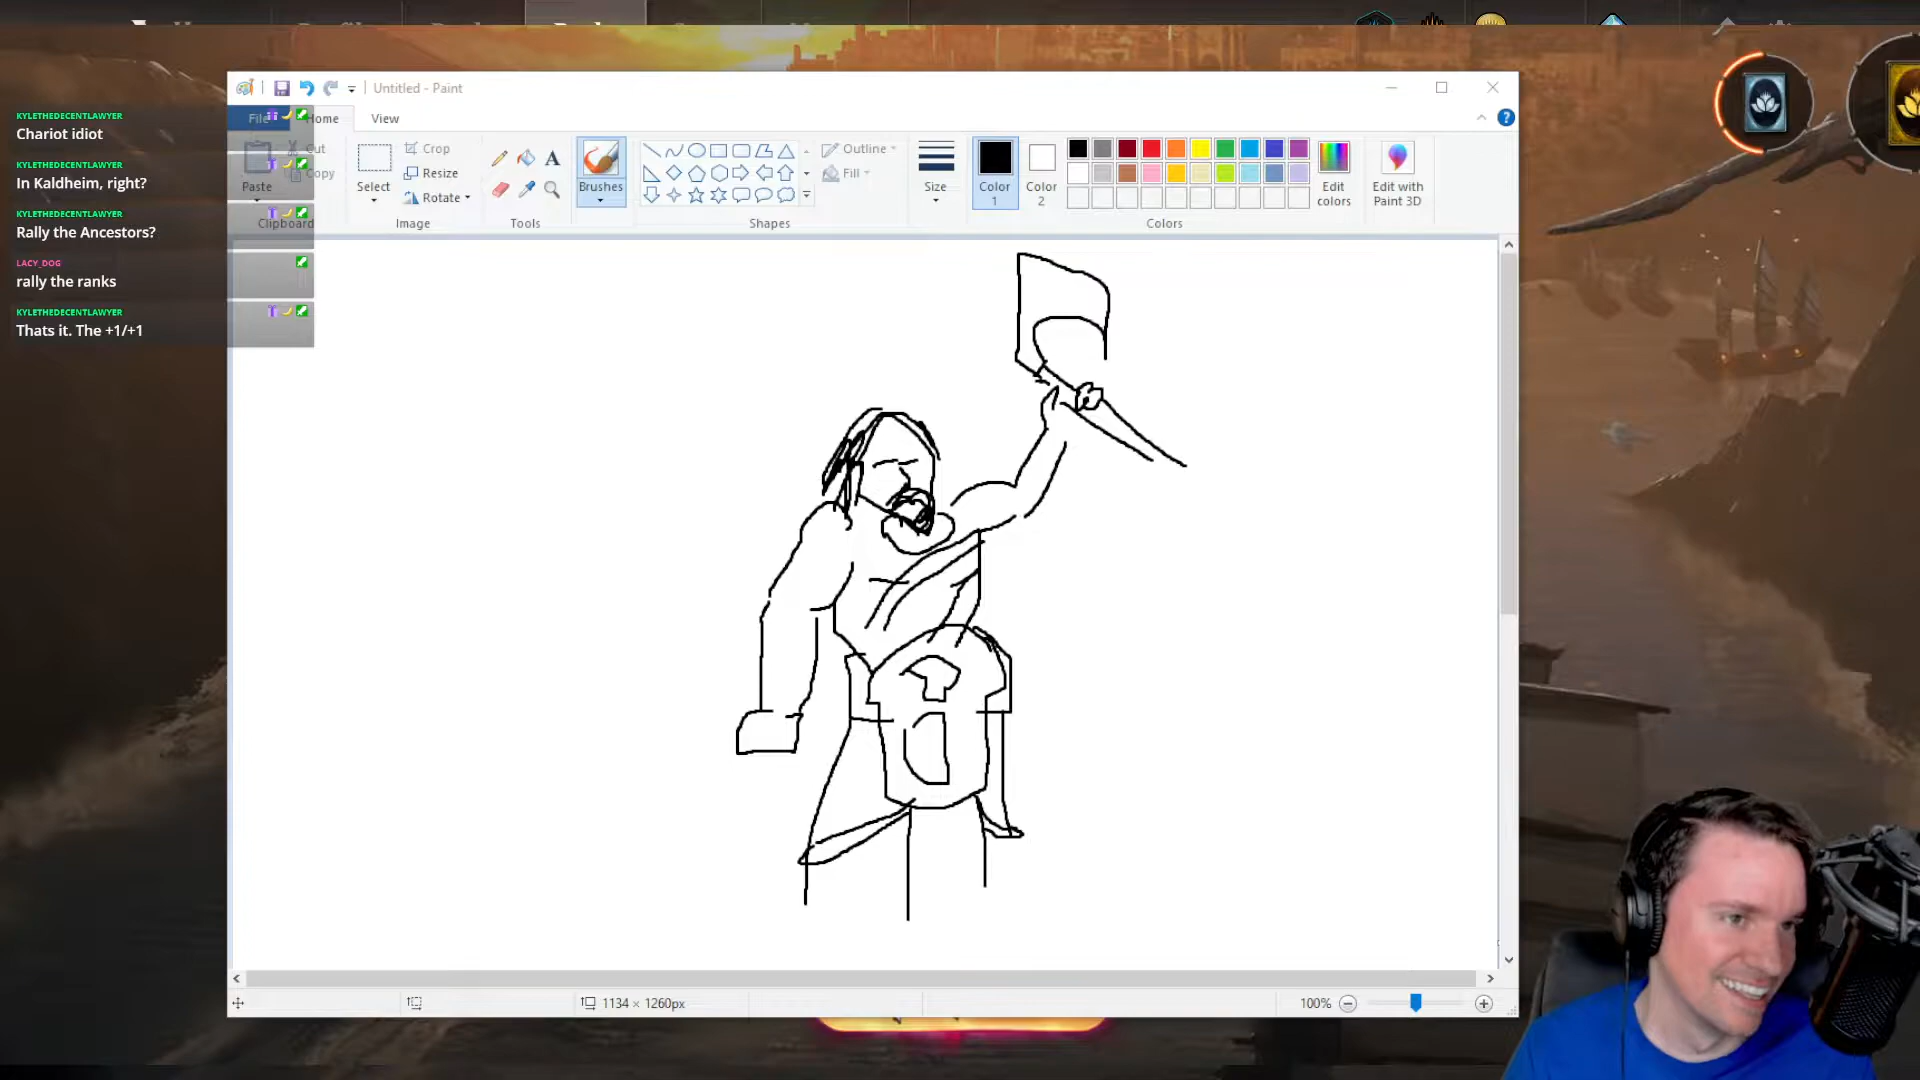 Untitled - Paint
File
Home
View
Paste
Cut
Copy
Clipboard
Select
Crop
Resize
Rotate
Image
Tools
Brushes
Shapes
Outline
Fill
Size
Color
1
Color
2
Edit
colors
Edit with
Paint 3D
Colors
KYLETHEDECENTLAWYER
Chariot idiot
KYLETHEDECENTLAWYER
In Kaldheim, right?
KYLETHEDECENTLAWYER
Rally the Ancestors?
LACY_DOG
rally the ranks
KYLETHEDECENTLAWYER
Thats it. The +1/+1
1134 × 1260px
100%